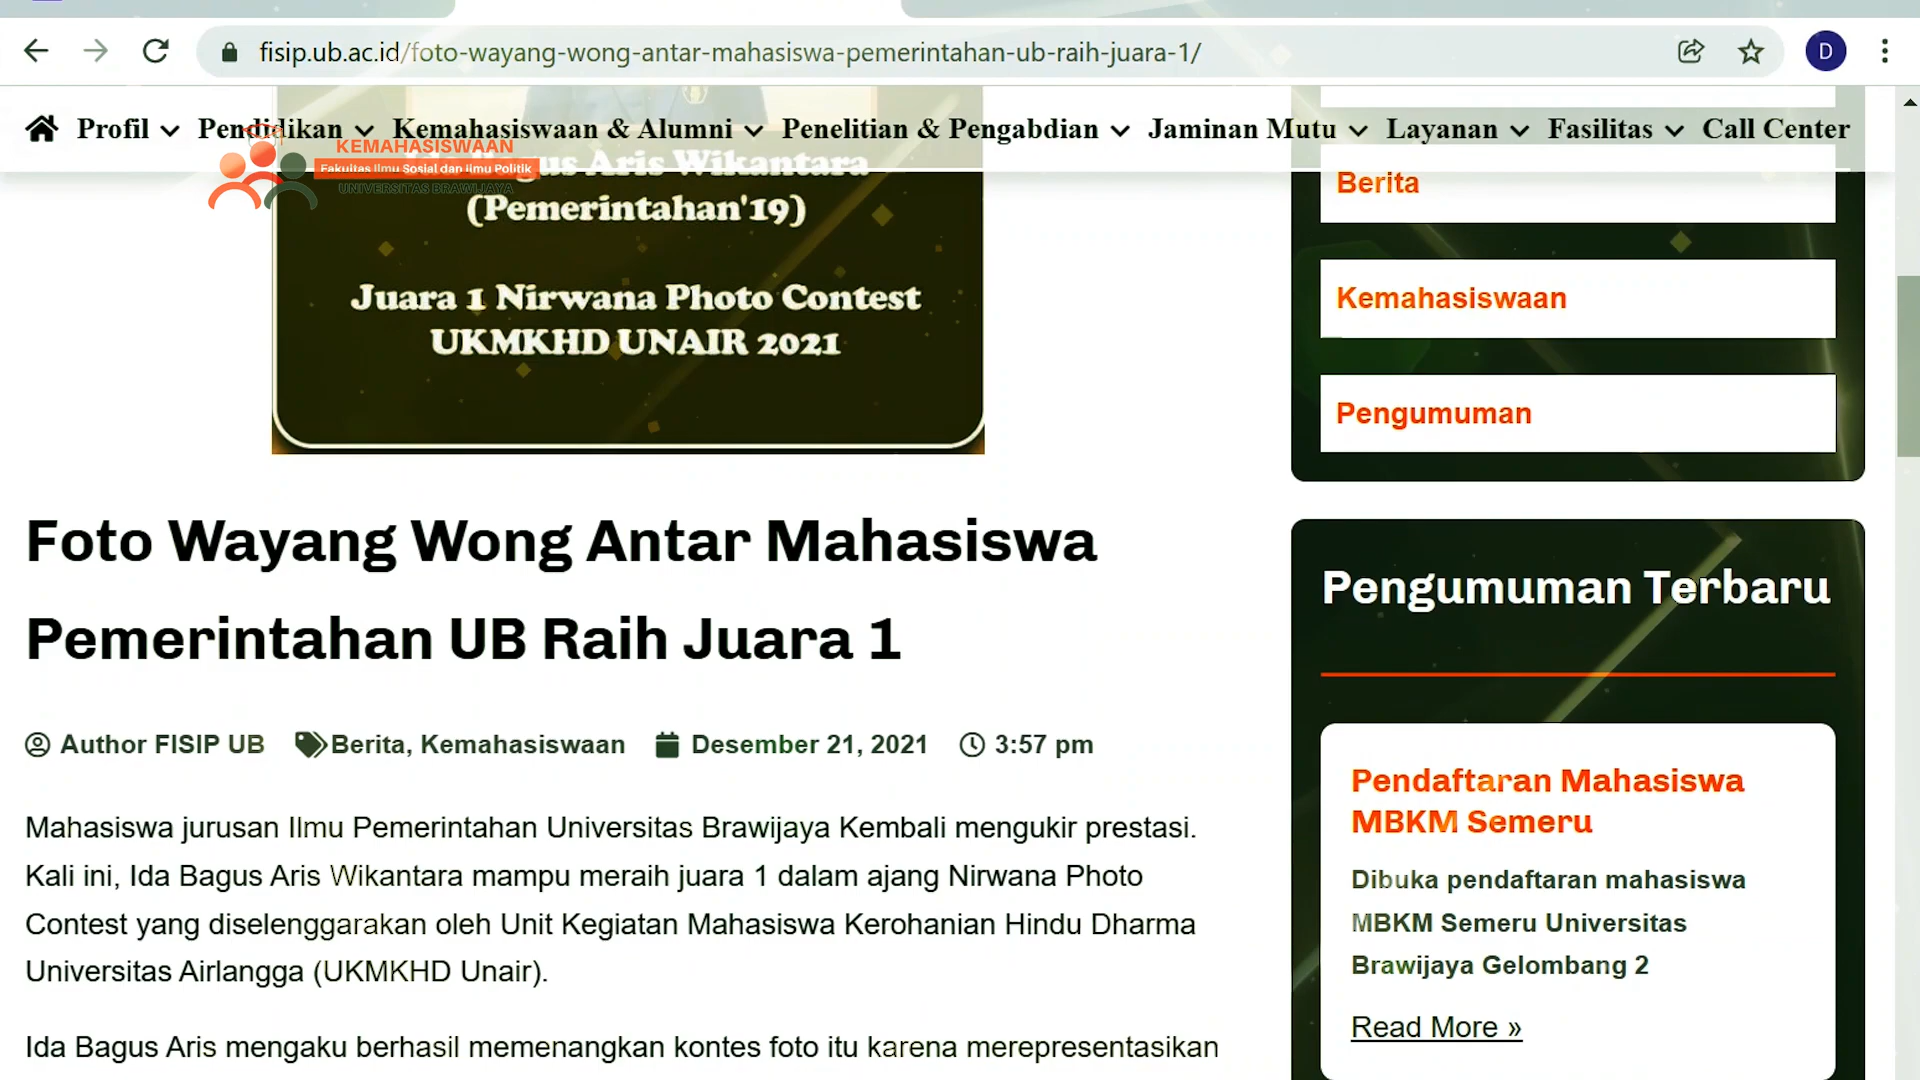 fisip.ub.ac.id/foto-wayang-wong-antar-mahasiswa-pemerintahan-ub-raih-juara-1/
D
Profil Pendidikan Kemahasiswaan & Alumni Penelitian & Pengabdian Jaminan Mutu Layanan Fasilitas Call Center
KEMAHASISWAAN
Fakultas Ilmu Sosial dan Ilmu Politik
UNIVERSITAS BRAWIJAYA
Bagus Aris Wikantara
(Pemerintahan'19)
Juara 1 Nirwana Photo Contest
UKMKHD UNAIR 2021
Foto Wayang Wong Antar Mahasiswa
Pemerintahan UB Raih Juara 1
Author FISIP UB Berita, Kemahasiswaan Desember 21, 2021 3:57 pm
Mahasiswa jurusan Ilmu Pemerintahan Universitas Brawijaya Kembali mengukir prestasi.
Kali ini, Ida Bagus Aris Wikantara mampu meraih juara 1 dalam ajang Nirwana Photo
Contest yang diselenggarakan oleh Unit Kegiatan Mahasiswa Kerohanian Hindu Dharma
Universitas Airlangga (UKMKHD Unair).
Ida Bagus Aris mengaku berhasil memenangkan kontes foto itu karena merepresentasikan
Berita
Kemahasiswaan
Pengumuman
Pengumuman Terbaru
Pendaftaran Mahasiswa
MBKM Semeru
Dibuka pendaftaran mahasiswa
MBKM Semeru Universitas
Brawijaya Gelombang 2
Read More »